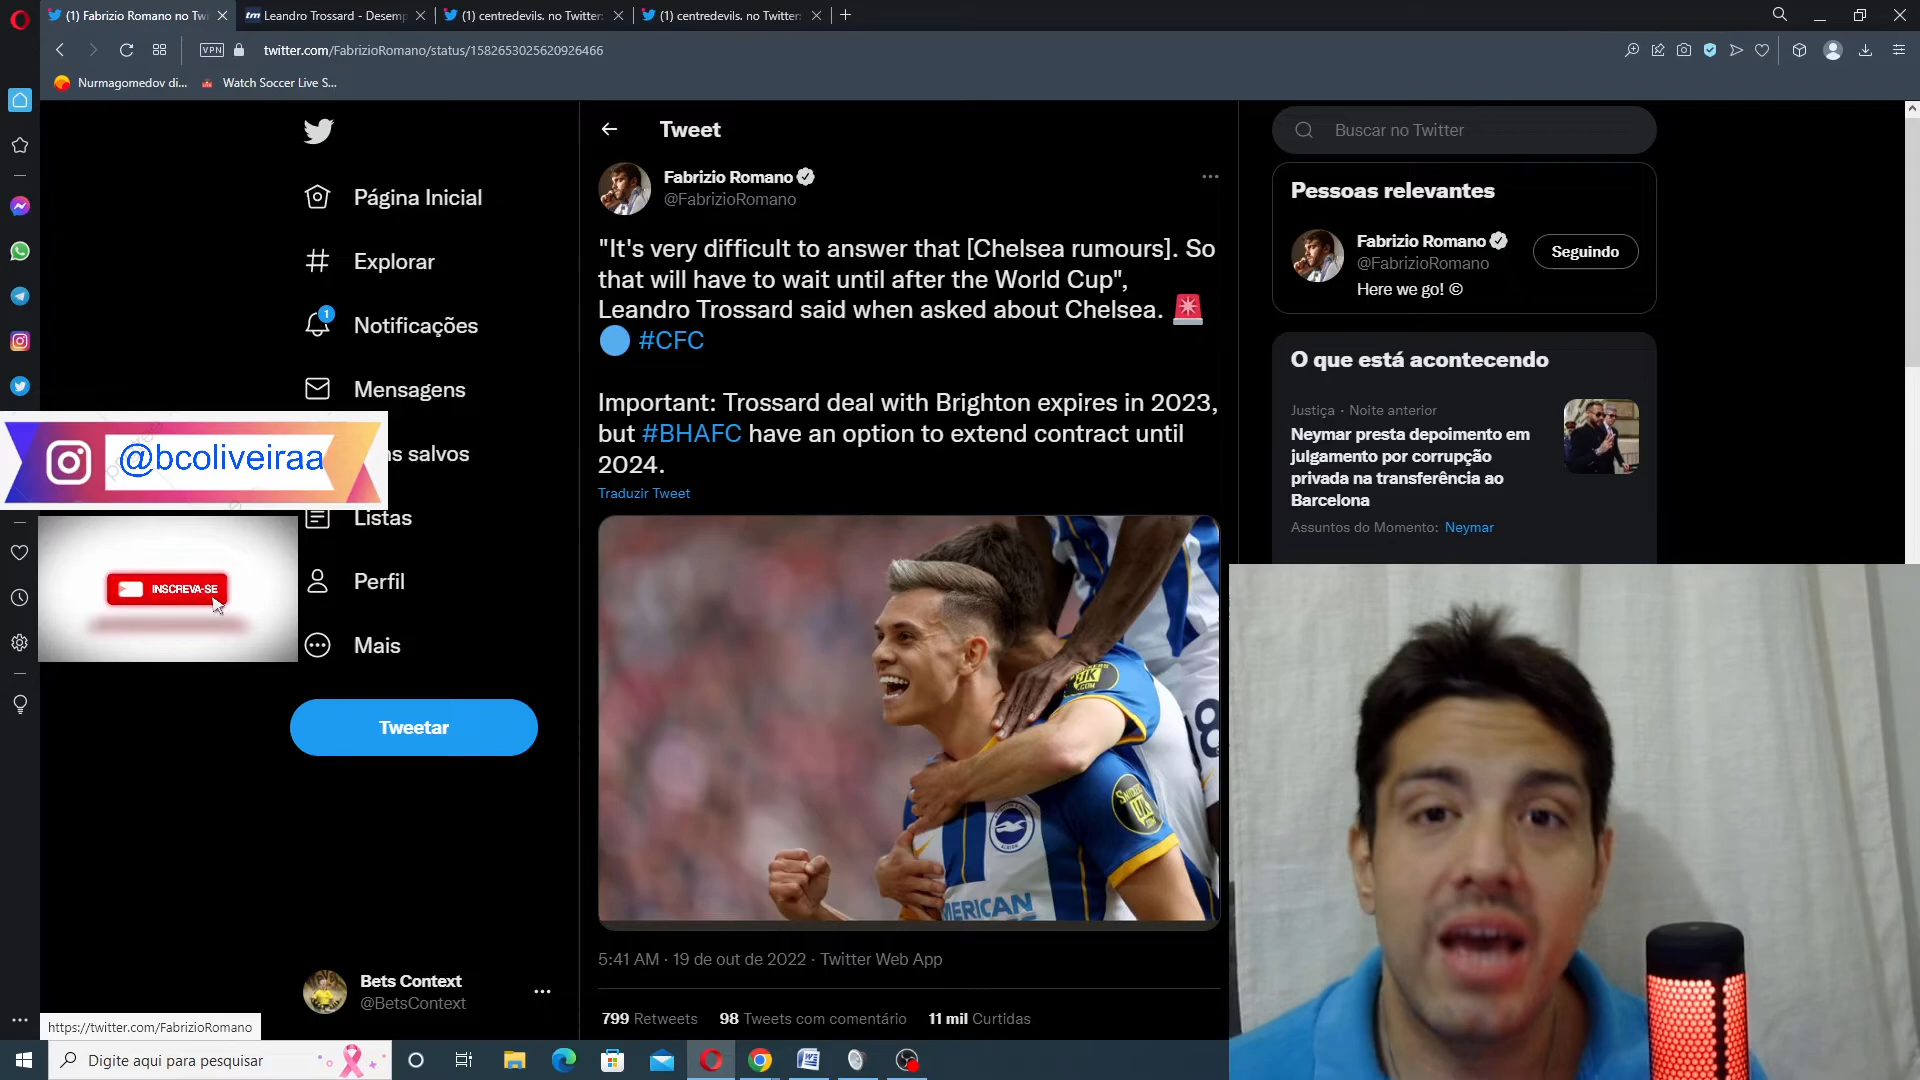 (1) Fabrizio Romano no Twi
Leandro Trossard - Desemp
(1) centredevils. no Twitter:
(1) centredevils. no Twitter:
VPN
twitter.com/FabrizioRomano/status/1582653025620926466
Nurmagomedov di...
Watch Soccer Live S...
Tweet
Buscar no Twitter
Fabrizio Romano
@FabrizioRomano
Pessoas relevantes
Fabrizio Romano
@FabrizioRomano
Here we go! ©
Seguindo
Página Inicial
Explorar
1
Notificações
Mensagens
ns salvos
Listas
Perfil
Mais
Tweetar
"It's very difficult to answer that [Chelsea rumours]. So
that will have to wait until after the World Cup",
Leandro Trossard said when asked about Chelsea. 🚨
🔵 #CFC
Important: Trossard deal with Brighton expires in 2023,
but #BHAFC have an option to extend contract until
2024.
Traduzir Tweet
O que está acontecendo
Justiça · Noite anterior
Neymar presta depoimento em
julgamento por corrupção
privada na transferência ao
Barcelona
Assuntos do Momento: Neymar
@bcoliveiraa
INSCREVA-SE
8
MERICAN
5:41 AM · 19 de out de 2022 · Twitter Web App
799 Retweets 98 Tweets com comentário 11 mil Curtidas
Bets Context
@BetsContext
https://twitter.com/FabrizioRomano
Digite aqui para pesquisar